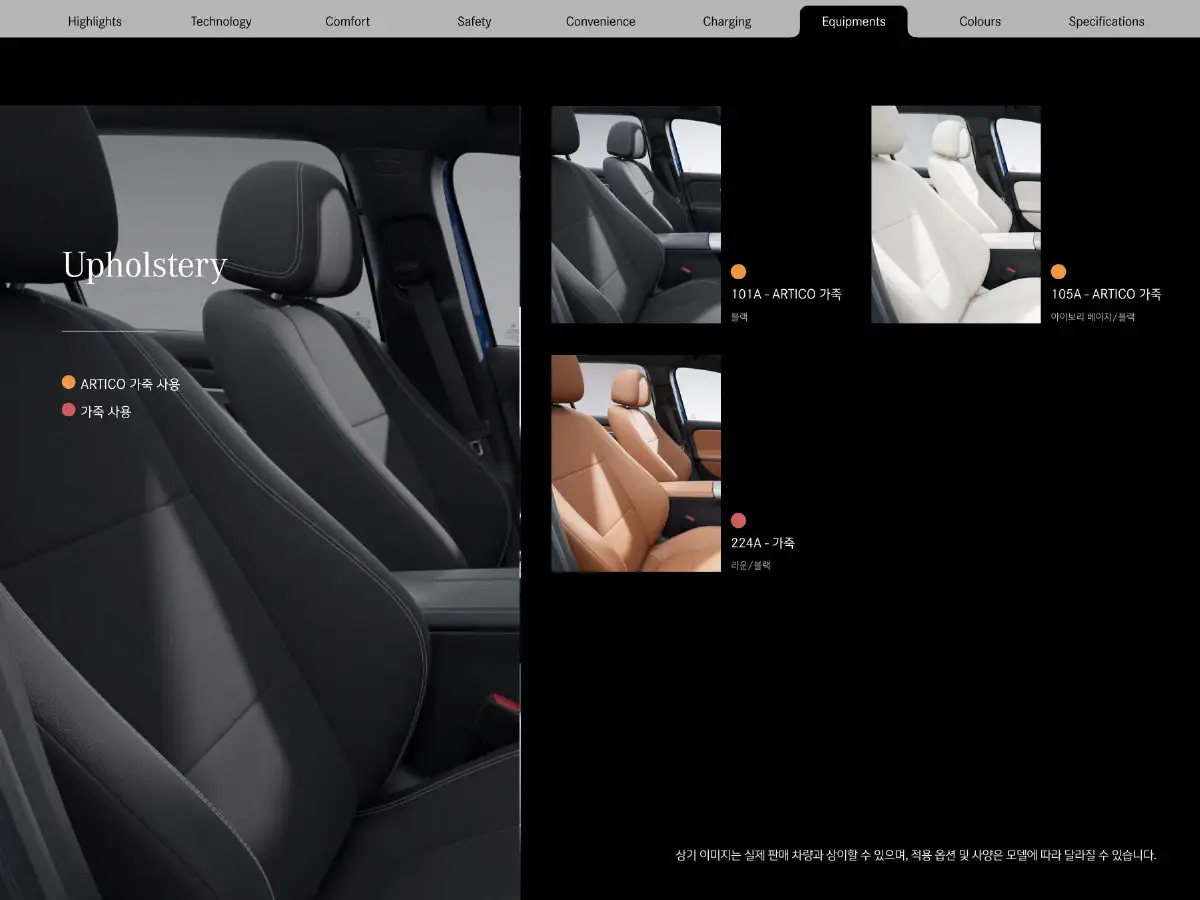 Highlights
Technology
Comfort
Safety
Convenience
Charging
Equipments
Colours
Specifications
Upholstery
ARTICO 가죽 사용
가죽 사용
101A - ARTICO 가죽
블랙
105A - ARTICO 가죽
아이보리 베이지/블랙
224A - 가죽
라운/블랙
상기 이미지는 실제 판매 차량과 상이할 수 있으며, 적용 옵션 및 사양은 모델에 따라 달라질 수 있습니다.